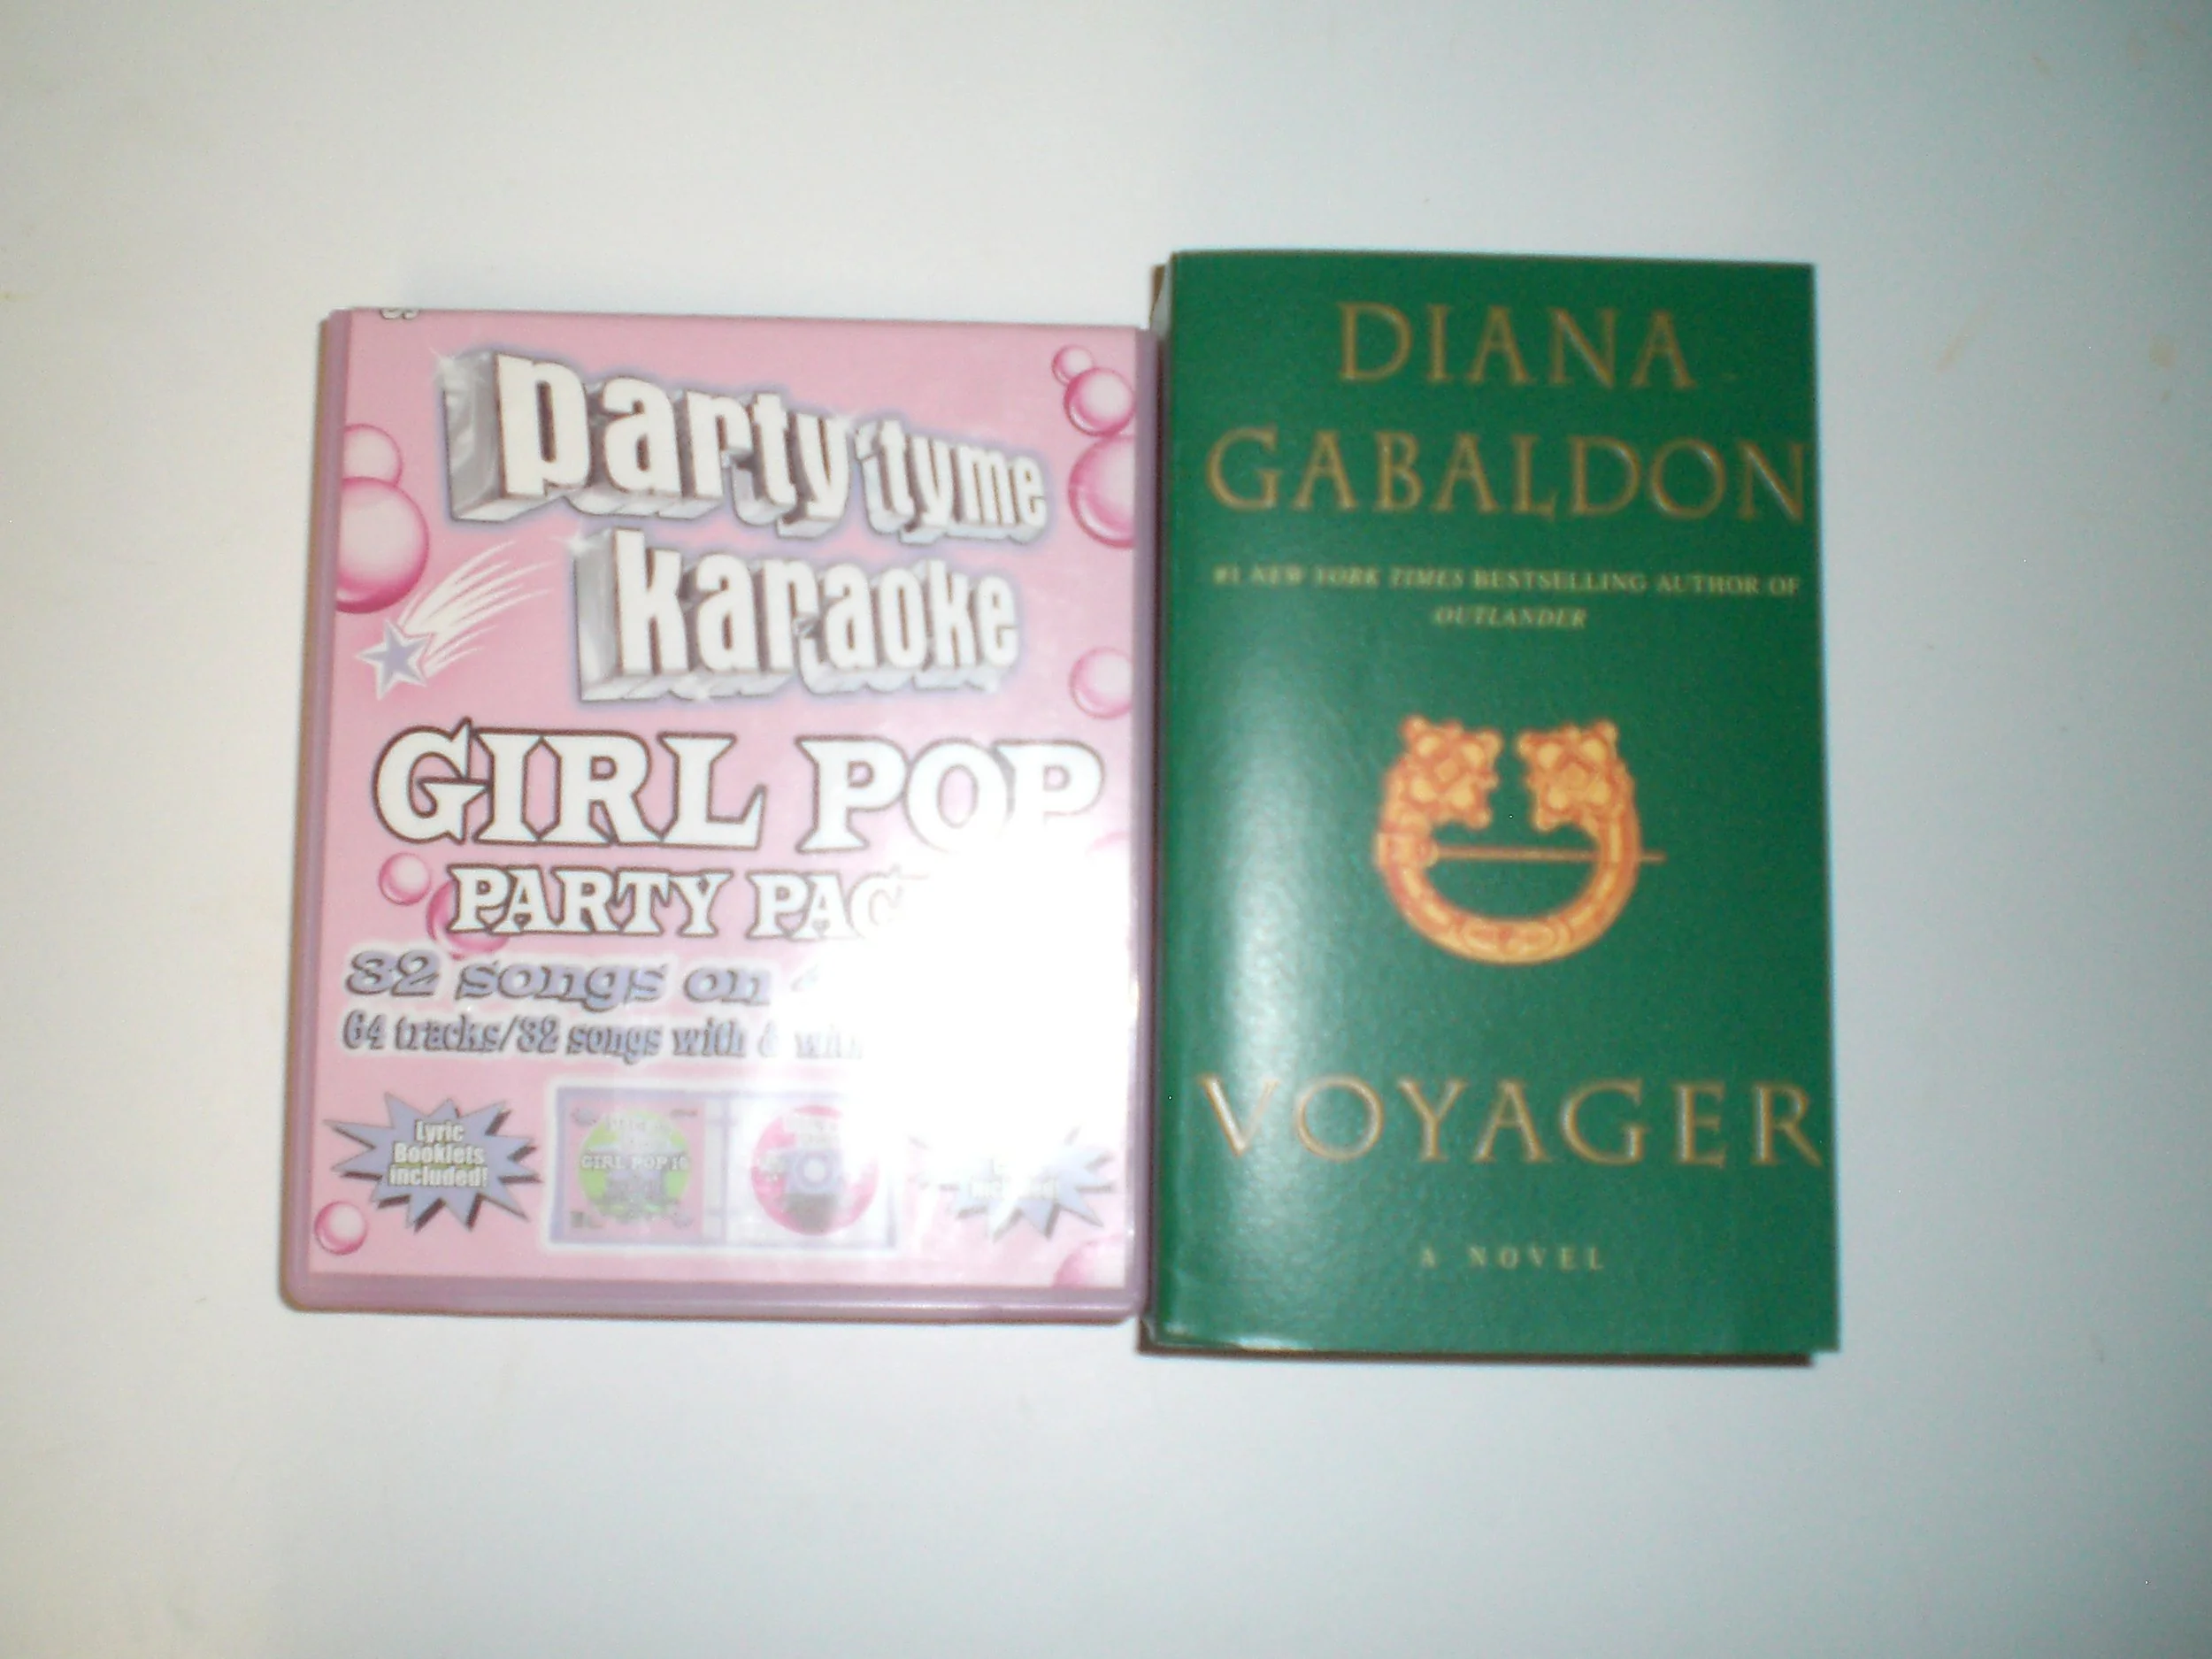 party tyme
karaoke
GIRL POP
PARTY
32 songs on
64 tracks/32 songs with &
Lyric
Booklets
included!
GIRL POP
DIANA
GABALDON
#1 NEW YORK TIMES BESTSELLING AUTHOR OF
OUTLANDER
VOYAGER
A NOVEL